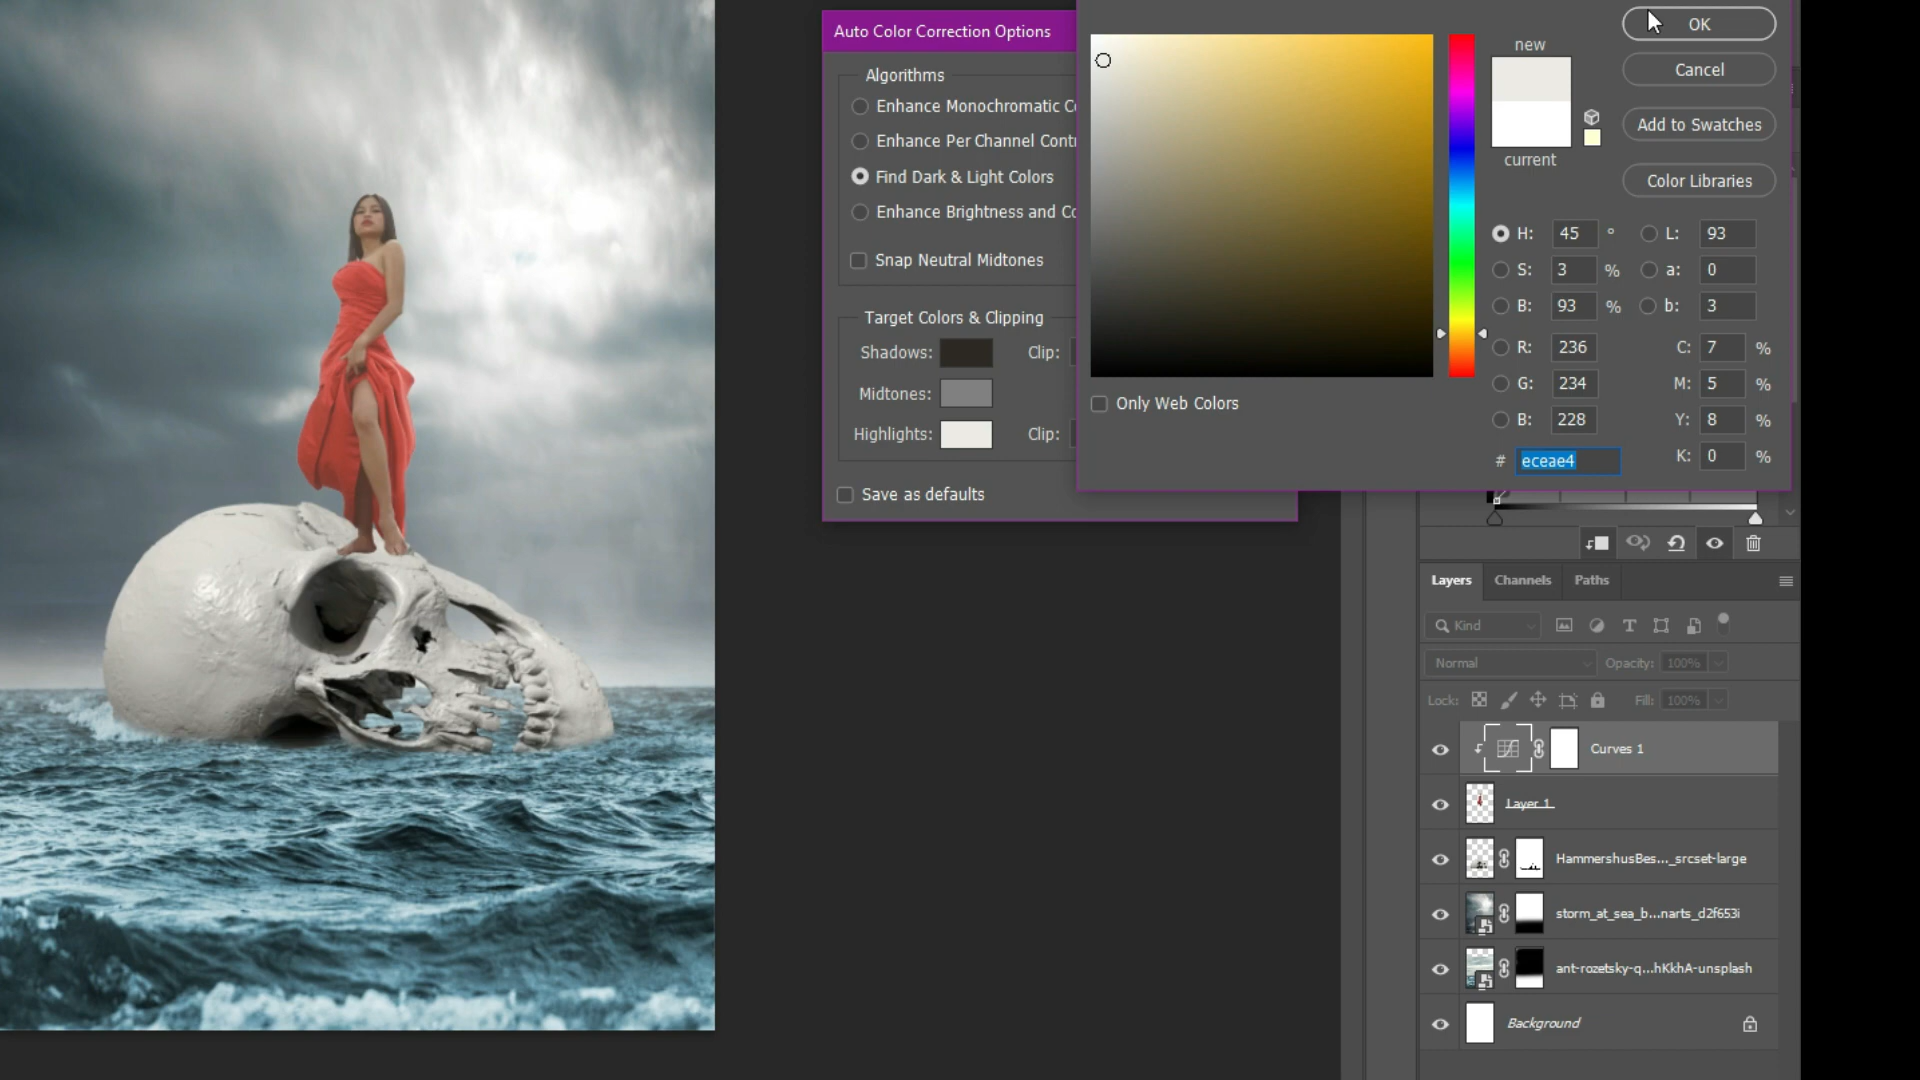 Auto Color Correction Options
Algorithms
Enhance Monochromatic Co
Enhance Per Channel Contr
Find Dark & Light Colors
Enhance Brightness and Co
Snap Neutral Midtones
Target Colors & Clipping
Shadows: Clip:
Midtones:
Highlights: Clip:
Save as defaults
new
current
OK
Cancel
Add to Swatches
Color Libraries
Only Web Colors
H: 45 ° L: 93
S: 3 % a: 0
B: 93 % b: 3
R: 236 C: 7 %
G: 234 M: 5 %
B: 228 Y: 8 %
# eceae4 K: 0 %
Layers Channels Paths
Kind
Normal Opacity: 100%
Lock: Fill: 100%
Curves 1
Layer 1
HammershusBes..._srcset-large
storm_at_sea_b...narts_d2f653i
ant-rozetsky-q...hKkhA-unsplash
Background